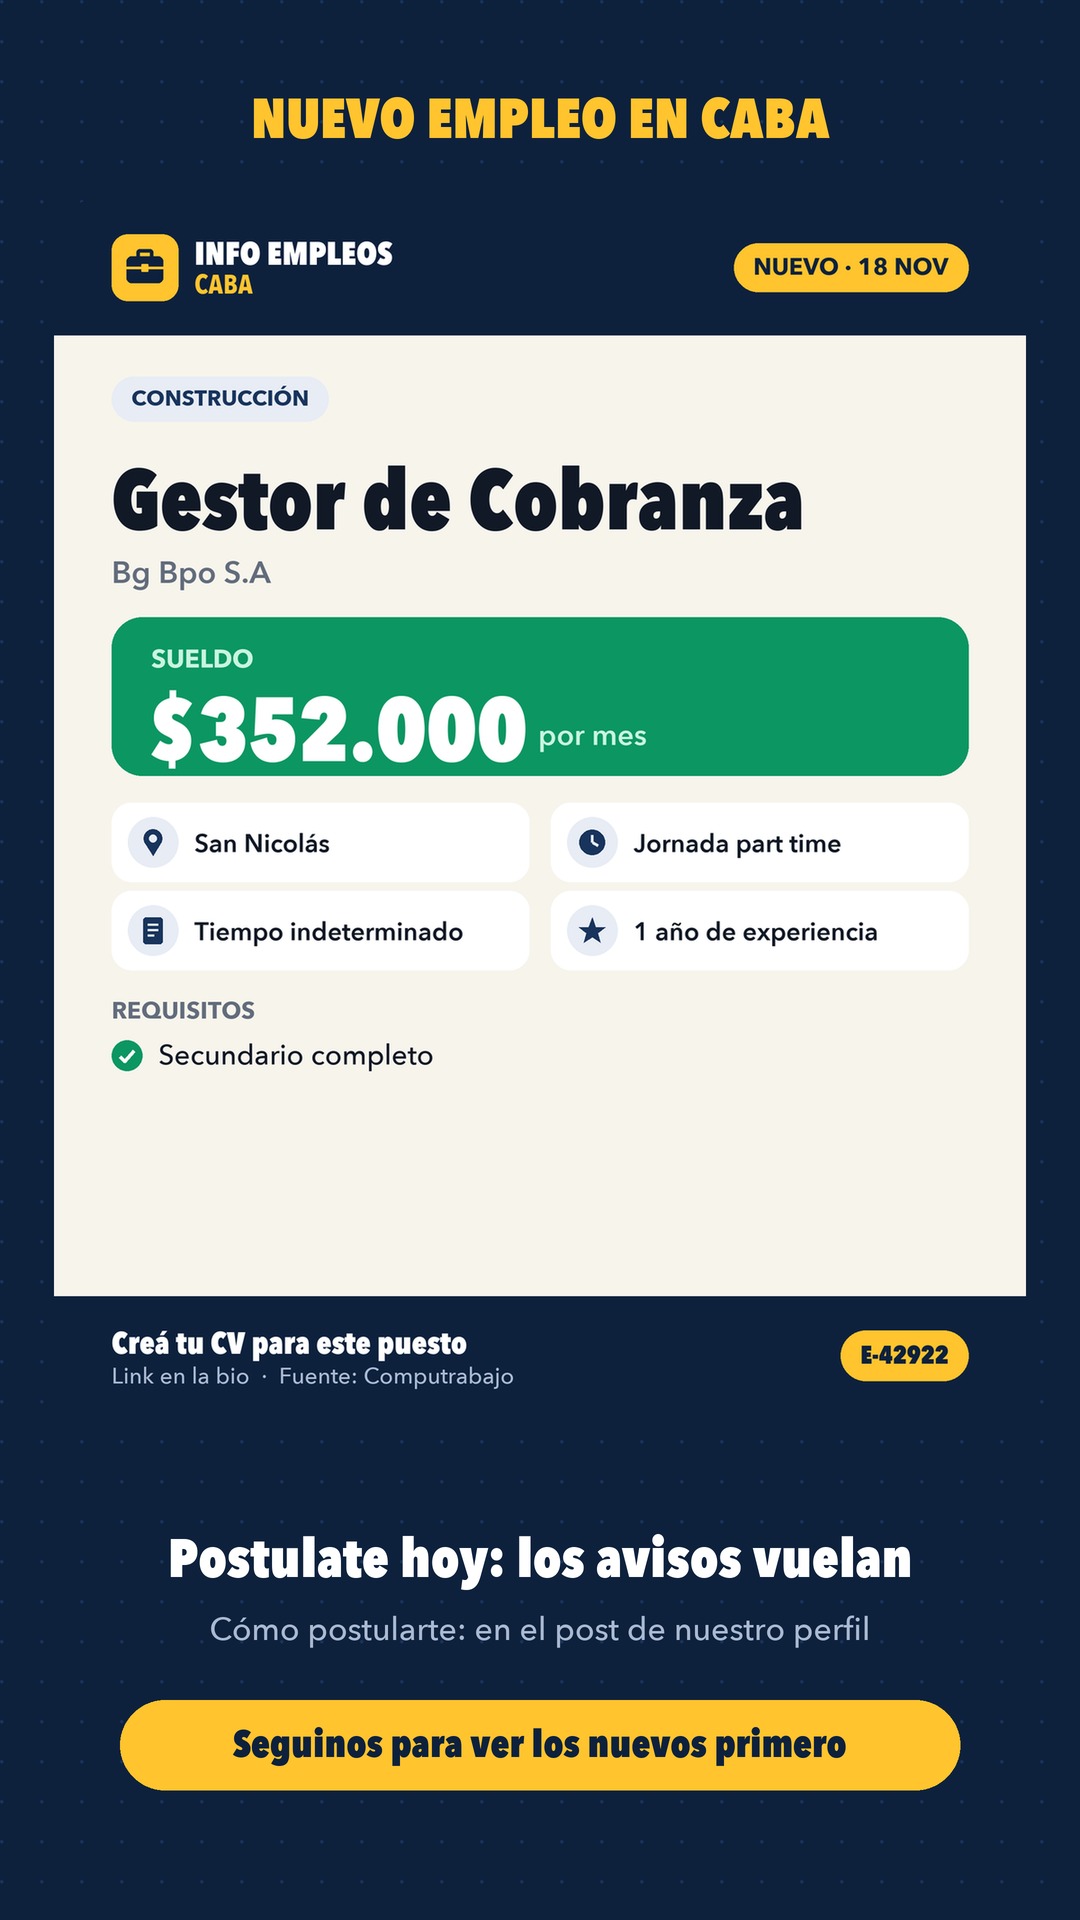 NUEVO EMPLEO EN CABA
INFO EMPLEOS
CABA
NUEVO · 18 NOV
CONSTRUCCIÓN
Gestor de Cobranza
Bg Bpo S.A
SUELDO
$352.000 por mes
San Nicolás
Jornada part time
Tiempo indeterminado
1 año de experiencia
REQUISITOS
Secundario completo
Creá tu CV para este puesto
Link en la bio · Fuente: Computrabajo
E-42922
Postulate hoy: los avisos vuelan
Cómo postularte: en el post de nuestro perfil
Seguinos para ver los nuevos primero